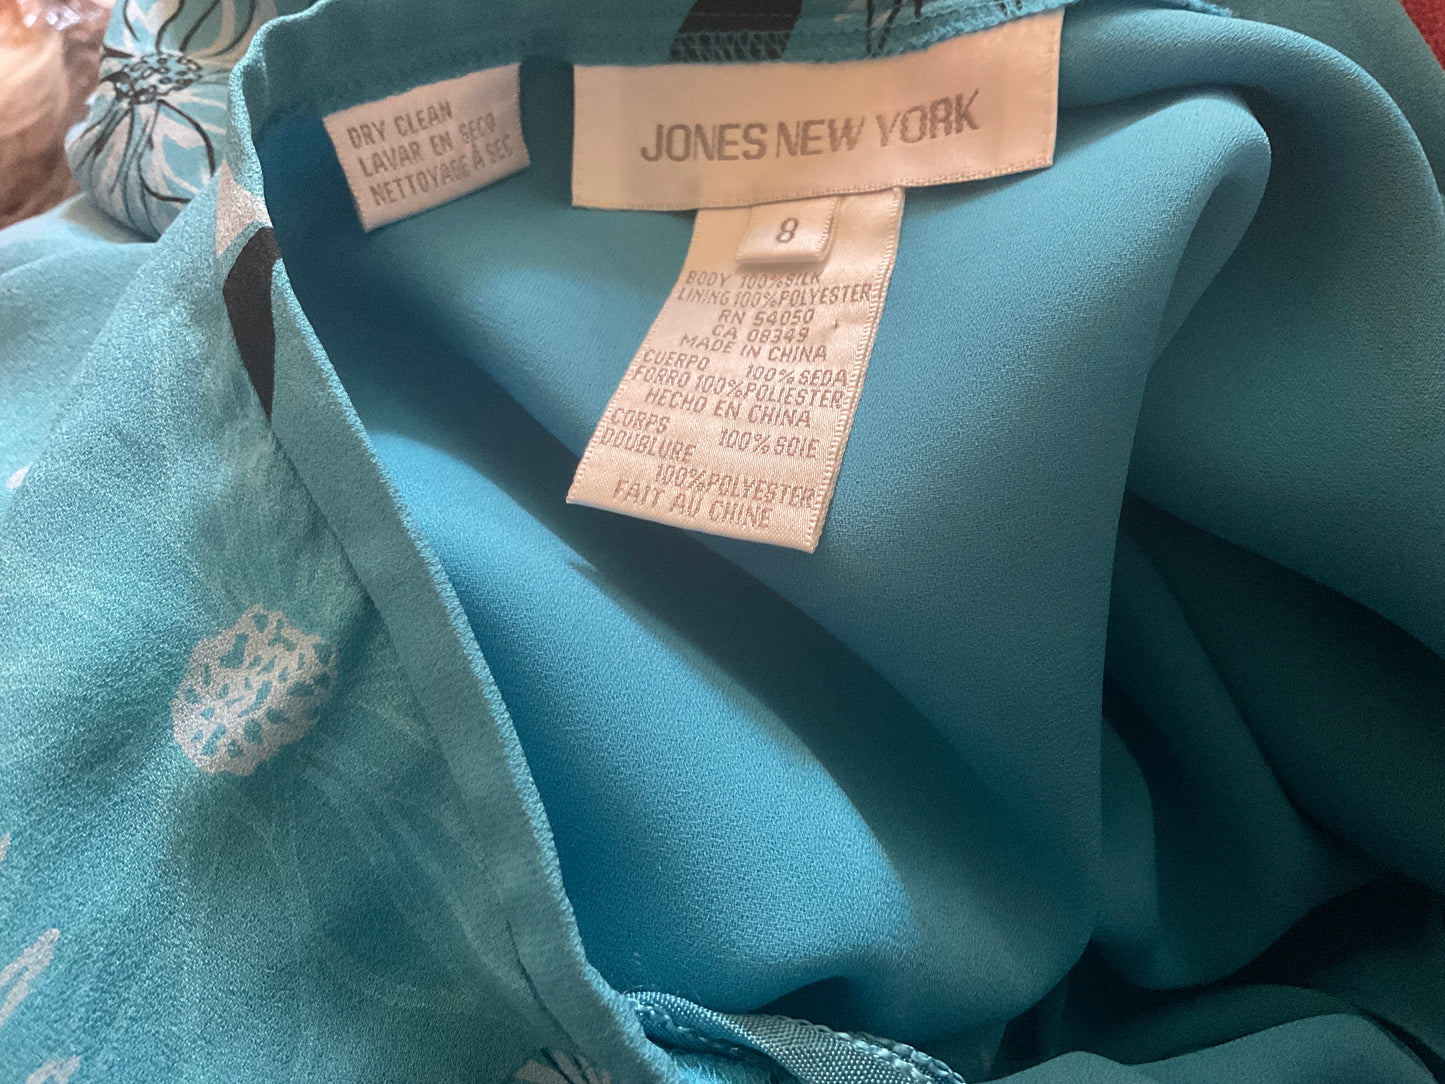 DRY CLEAN
LAVAR EN SECO
NETTOYAGE À SEC
JONES NEW YORK
8
BODY 100% SILK
LINING 100% POLYESTER
RN 54050
CA 08349
MADE IN CHINA
CUERPO 100% SEDA
FORRO 100% POLIESTER
HECHO EN CHINA
CORPS 100% SOIE
DOUBLURE
100% POLYESTER
FAIT AU CHINE